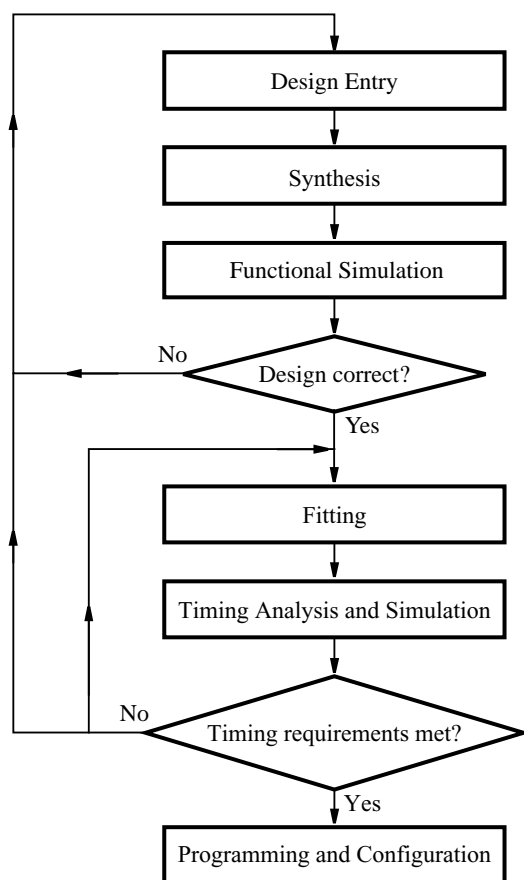 Design Entry
Synthesis
Functional Simulation
No
Design correct?
Yes
Fitting
Timing Analysis and Simulation
No
Timing requirements met?
Yes
Programming and Configuration